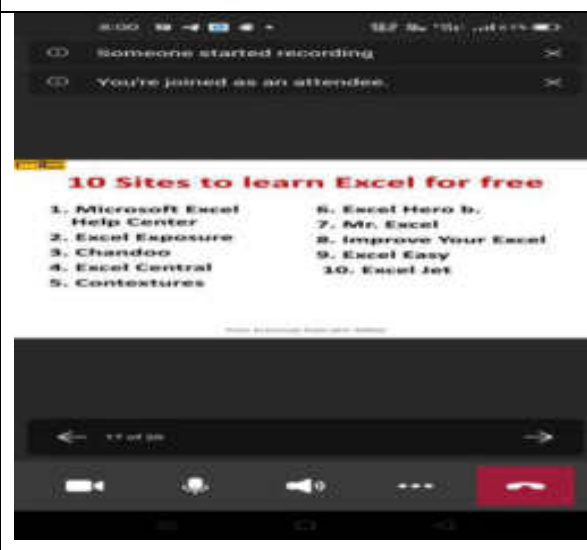 8:00
Someone started recording
You're joined as an attendee.
10 Sites to learn Excel for free
1. Microsoft Excel
Help Center
2. Excel Exposure
3. Chandoo
4. Excel Central
5. Contextures
6. Excel Hero b.
7. Mr. Excel
8. Improve Your Excel
9. Excel Easy
10. Excel Jet